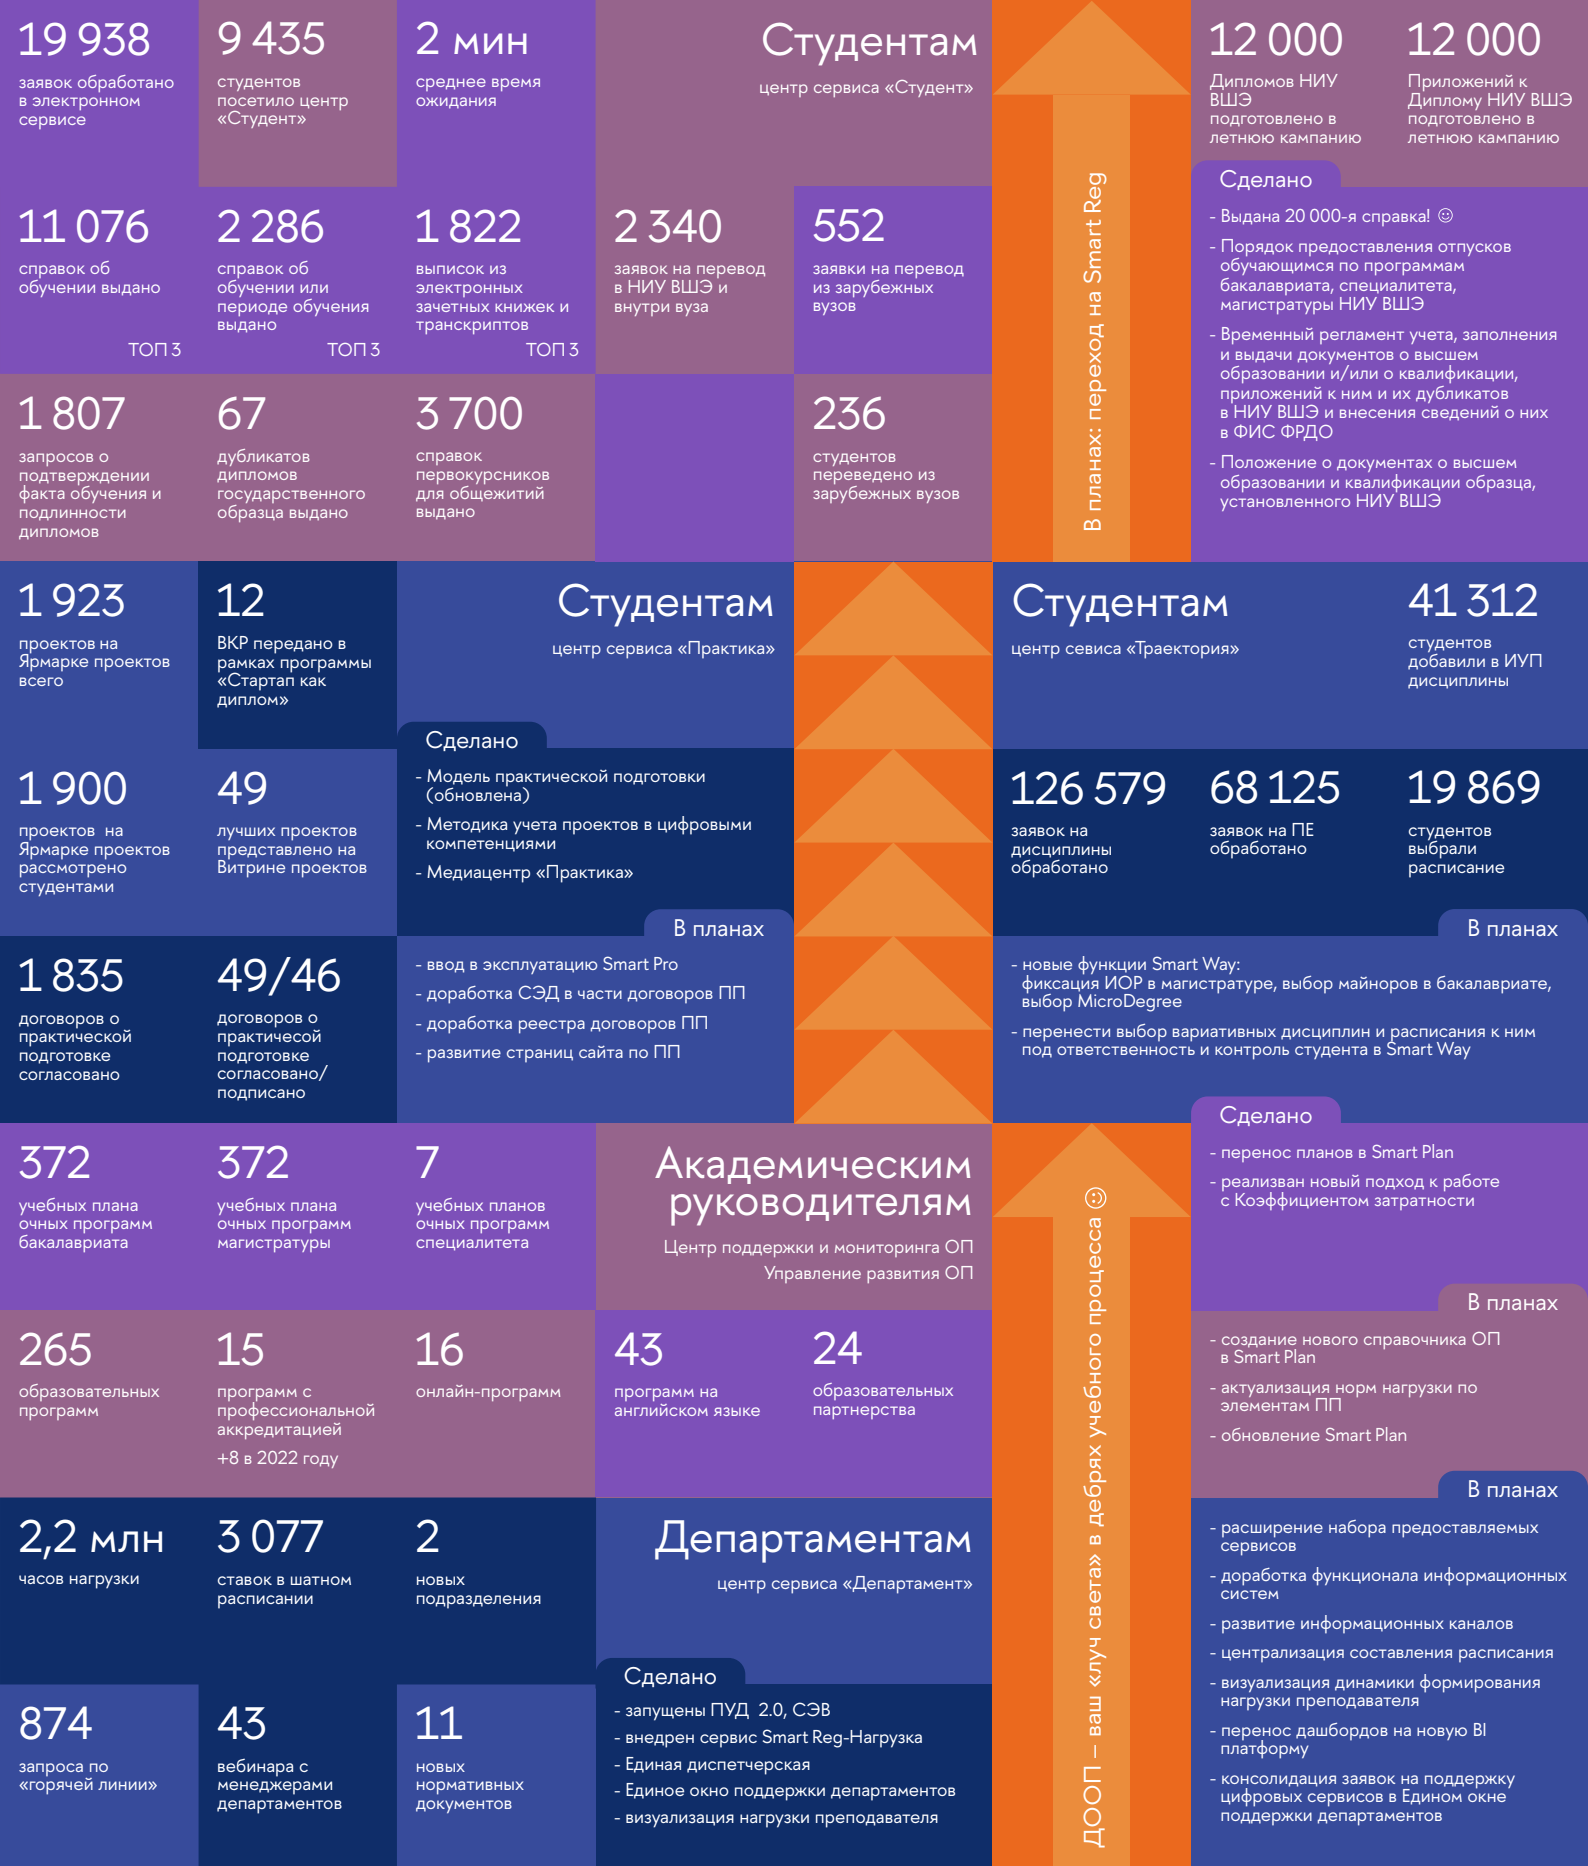 19 938
заявок обработано
в электронном
сервисе
9 435
студентов
посетило центр
«Студент»
2 мин
среднее время
ожидания
Студентам
центр сервиса «Студент»
12 000
Дипломов НИУ
ВШЭ
подготовлено в
летнюю кампанию
12 000
Приложений к
Диплому НИУ ВШЭ
подготовлено в
летнюю кампанию
11 076
справок об
обучении выдано
ТОП 3
2 286
справок об
обучении или
периоде обучения
выдано
ТОП 3
1 822
выписок из
электронных
зачетных книжек и
транскриптов
ТОП 3
2 340
заявок на перевод
в НИУ ВШЭ и
внутри вуза
552
заявки на перевод
из зарубежных
вузов
В планах: переход на Smart Reg
Сделано
- Выдана 20 000-я справка! ☺
- Порядок предоставления отпусков
обучающимся по программам
бакалавриата, специалитета,
магистратуры НИУ ВШЭ
- Временный регламент учета, заполнения
и выдачи документов о высшем
образовании и/или о квалификации,
приложений к ним и их дубликатов
в НИУ ВШЭ и внесения сведений о них
в ФИС ФРДО
- Положение о документах о высшем
образовании и квалификации образца,
установленного НИУ ВШЭ
1 807
запросов о
подтверждении
факта обучения и
подлинности
дипломов
67
дубликатов
дипломов
государственного
образца выдано
3 700
справок
первокурсников
для общежитий
выдано
236
студентов
переведено из
зарубежных вузов
1 923
проектов на
Ярмарке проектов
всего
12
ВКР передано в
рамках программы
«Стартап как
диплом»
Студентам
центр сервиса «Практика»
Студентам
центр севиса «Траектория»
41 312
студентов
добавили в ИУП
дисциплины
1 900
проектов на
Ярмарке проектов
рассмотрено
студентами
49
лучших проектов
представлено на
Витрине проектов
Сделано
- Модель практической подготовки
(обновлена)
- Методика учета проектов в цифровыми
компетенциями
- Медиацентр «Практика»
126 579
заявок на
дисциплины
обработано
68 125
заявок на ПЕ
обработано
19 869
студентов
выбрали
расписание
1 835
договоров о
практической
подготовке
согласовано
49/46
договоров о
практичесой
подготовке
согласовано/
подписано
В планах
- ввод в эксплуатацию Smart Pro
- доработка СЭД в части договоров ПП
- доработка реестра договоров ПП
- развитие страниц сайта по ПП
В планах
- новые функции Smart Way:
фиксация ИОР в магистратуре, выбор майноров в бакалавриате,
выбор MicroDegree
- перенести выбор вариативных дисциплин и расписания к ним
под ответственность и контроль студента в Smart Way
372
учебных плана
очных программ
бакалавриата
372
учебных плана
очных программ
магистратуры
7
учебных планов
очных программ
специалитета
Академическим
руководителям
Центр поддержки и мониторинга ОП
Управление развития ОП
ДООП – ваш «луч света» в дебрях учебного процесса ☺
Сделано
- перенос планов в Smart Plan
- реализван новый подход к работе
с Коэффициентом затратности
265
образовательных
программ
15
программ с
профессиональной
аккредитацией
+8 в 2022 году
16
онлайн-программ
43
программ на
английском языке
24
образовательных
партнерства
В планах
- создание нового справочника ОП
в Smart Plan
- актуализация норм нагрузки по
элементам ПП
- обновление Smart Plan
2,2 млн
часов нагрузки
3 077
ставок в шатном
расписании
2
новых
подразделения
Департаментам
центр сервиса «Департамент»
874
запроса по
«горячей линии»
43
вебинара с
менеджерами
департаментов
11
новых
нормативных
документов
Сделано
- запущены ПУД 2.0, СЭВ
- внедрен сервис Smart Reg-Нагрузка
- Единая диспетчерская
- Единое окно поддержки департаментов
- визуализация нагрузки преподавателя
В планах
- расширение набора предоставляемых
сервисов
- доработка функционала информационных
систем
- развитие информационных каналов
- централизация составления расписания
- визуализация динамики формирования
нагрузки преподавателя
- перенос дашбордов на новую BI
платформу
- консолидация заявок на поддержку
цифровых сервисов в Едином окне
поддержки департаментов